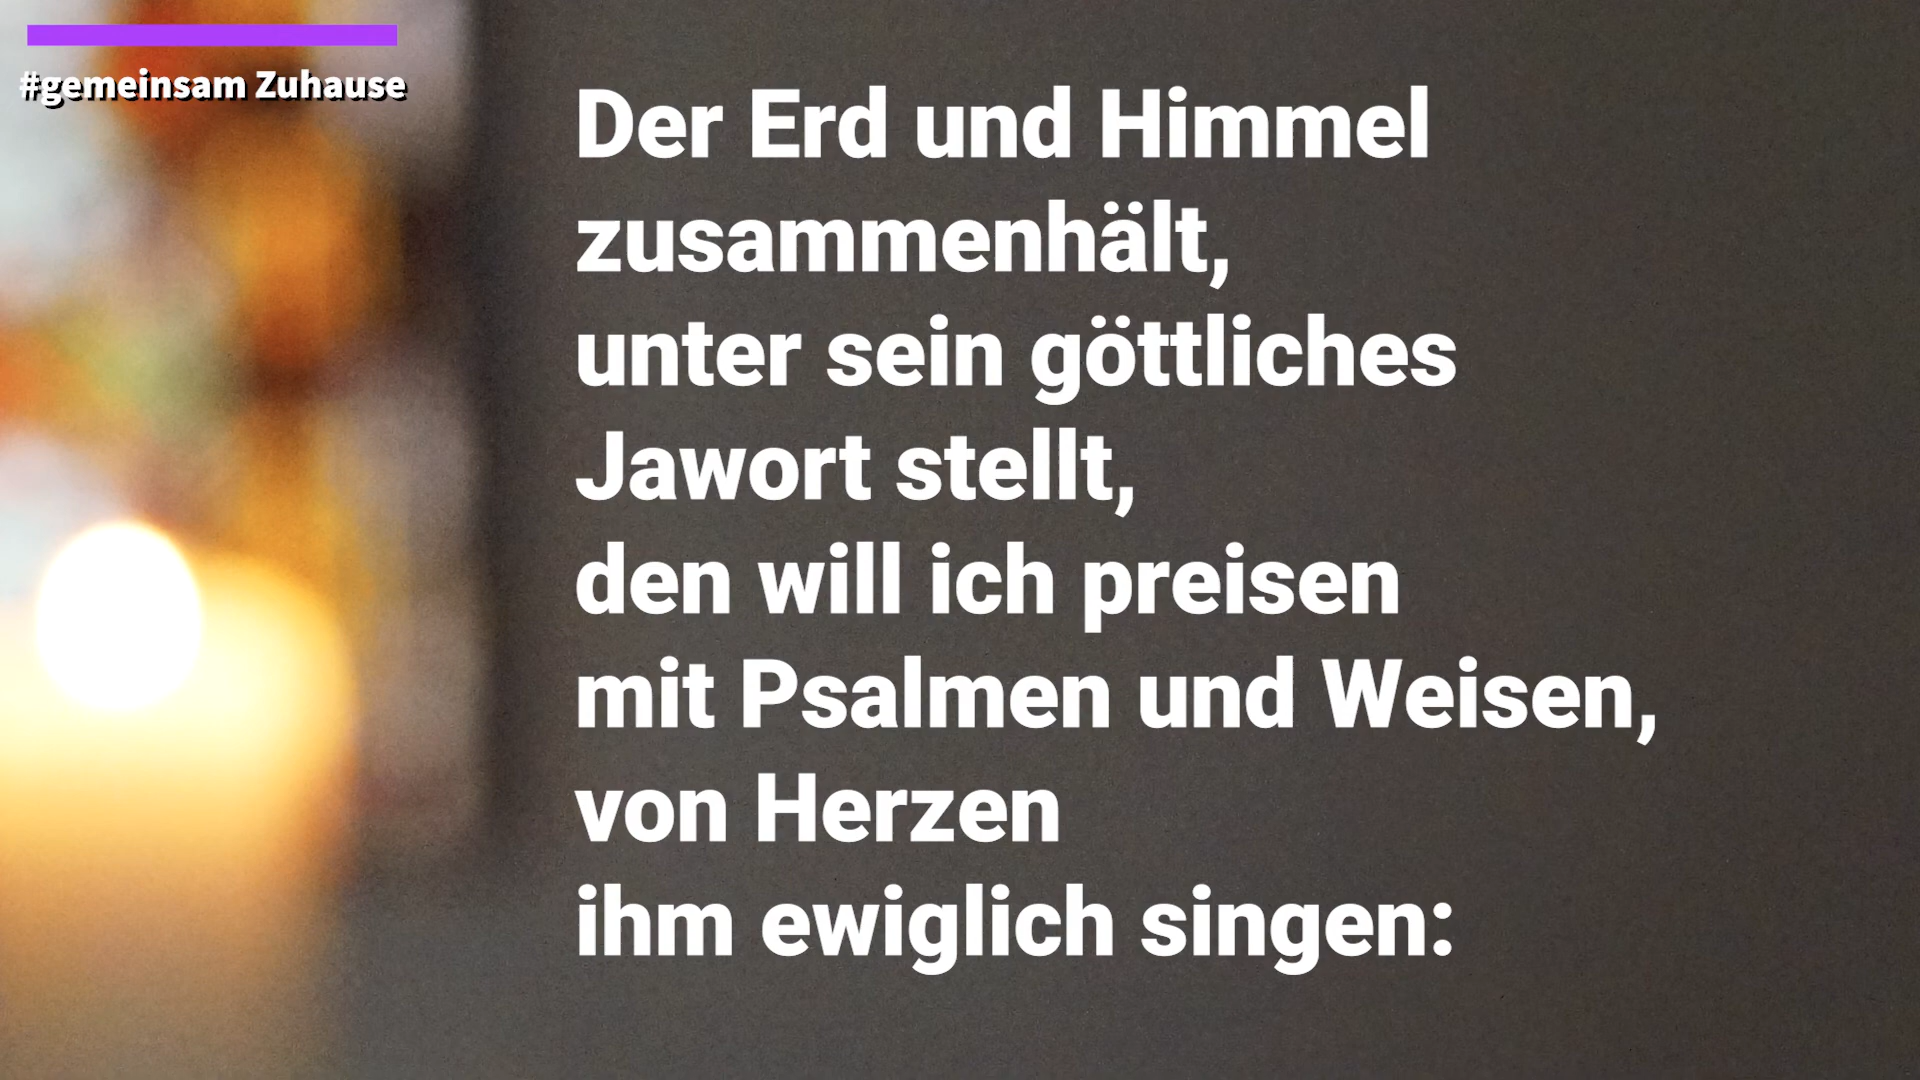 #gemeinsam Zuhause
Der Erd und Himmel
zusammenhält,
unter sein göttliches
Jawort stellt,
den will ich preisen
mit Psalmen und Weisen,
von Herzen
ihm ewiglich singen: